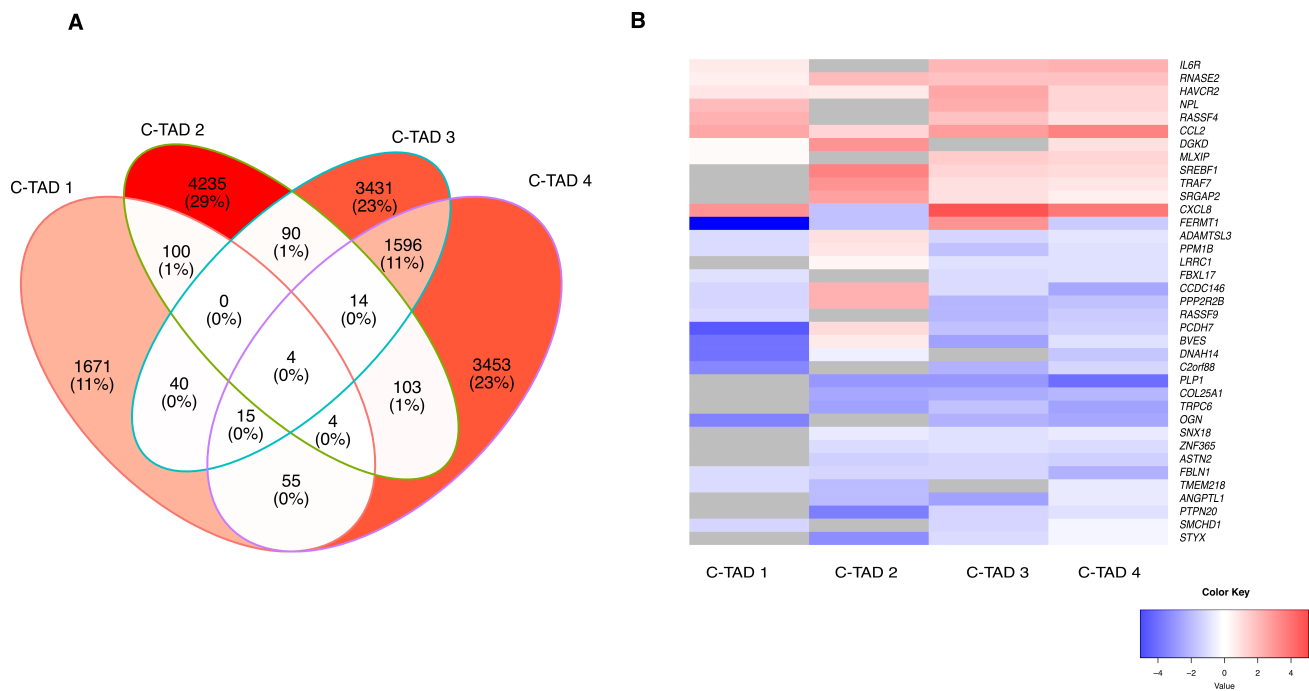 A
B
C-TAD 1
C-TAD 2
C-TAD 3
C-TAD 4
4235
(29%)
3431
(23%)
90
(1%)
1596
(11%)
100
(1%)
0
(0%)
14
(0%)
4
(0%)
1671
(11%)
3453
(23%)
40
(0%)
103
(1%)
15
(0%)
4
(0%)
55
(0%)
IL6R
RNASE2
HAVCR2
NPL
RASSF4
CCL2
DGKD
MLXIP
SREBF1
TRAF7
SRGAP2
CXCL8
FERMT1
ADAMTSL3
PPM1B
LRRC1
FBXL17
CCDC146
PPP2R2B
RASSF9
PCDH7
BVES
DNAH14
C2orf88
PLP1
COL25A1
TRPC6
OGN
SNX18
ZNF365
ASTN2
FBLN1
TMEM218
ANGPTL1
PTPN20
SMCHD1
STYX
C-TAD 1 C-TAD 2 C-TAD 3 C-TAD 4
Color Key
−4 −2 0 2 4
Value